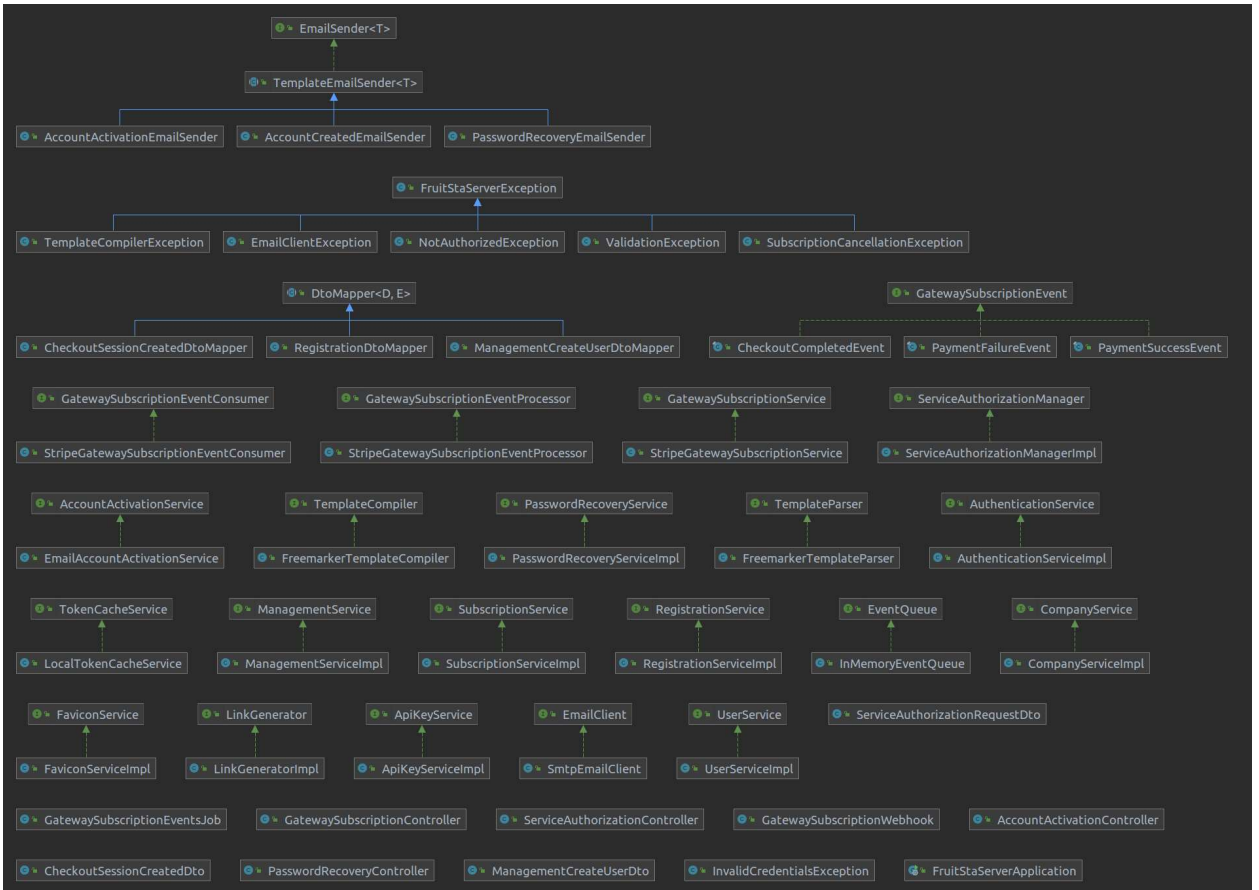 EmailSender<T>
TemplateEmailSender<T>
AccountActivationEmailSender AccountCreatedEmailSender PasswordRecoveryEmailSender
FruitStaServerException
TemplateCompilerException EmailClientException NotAuthorizedException ValidationException SubscriptionCancellationException
DtoMapper<D, E> GatewaySubscriptionEvent
CheckoutSessionCreatedDtoMapper RegistrationDtoMapper ManagementCreateUserDtoMapper CheckoutCompletedEvent PaymentFailureEvent PaymentSuccessEvent
GatewaySubscriptionEventConsumer GatewaySubscriptionEventProcessor GatewaySubscriptionService ServiceAuthorizationManager
StripeGatewaySubscriptionEventConsumer StripeGatewaySubscriptionEventProcessor StripeGatewaySubscriptionService ServiceAuthorizationManagerImpl
AccountActivationService TemplateCompiler PasswordRecoveryService TemplateParser AuthenticationService
EmailAccountActivationService FreemarkerTemplateCompiler PasswordRecoveryServiceImpl FreemarkerTemplateParser AuthenticationServiceImpl
TokenCacheService ManagementService SubscriptionService RegistrationService EventQueue CompanyService
LocalTokenCacheService ManagementServiceImpl SubscriptionServiceImpl RegistrationServiceImpl InMemoryEventQueue CompanyServiceImpl
FaviconService LinkGenerator ApiKeyService EmailClient UserService ServiceAuthorizationRequestDto
FaviconServiceImpl LinkGeneratorImpl ApiKeyServiceImpl SmtpEmailClient UserServiceImpl
GatewaySubscriptionEventsJob GatewaySubscriptionController ServiceAuthorizationController GatewaySubscriptionWebhook AccountActivationController
CheckoutSessionCreatedDto PasswordRecoveryController ManagementCreateUserDto InvalidCredentialsException FruitStaServerApplication